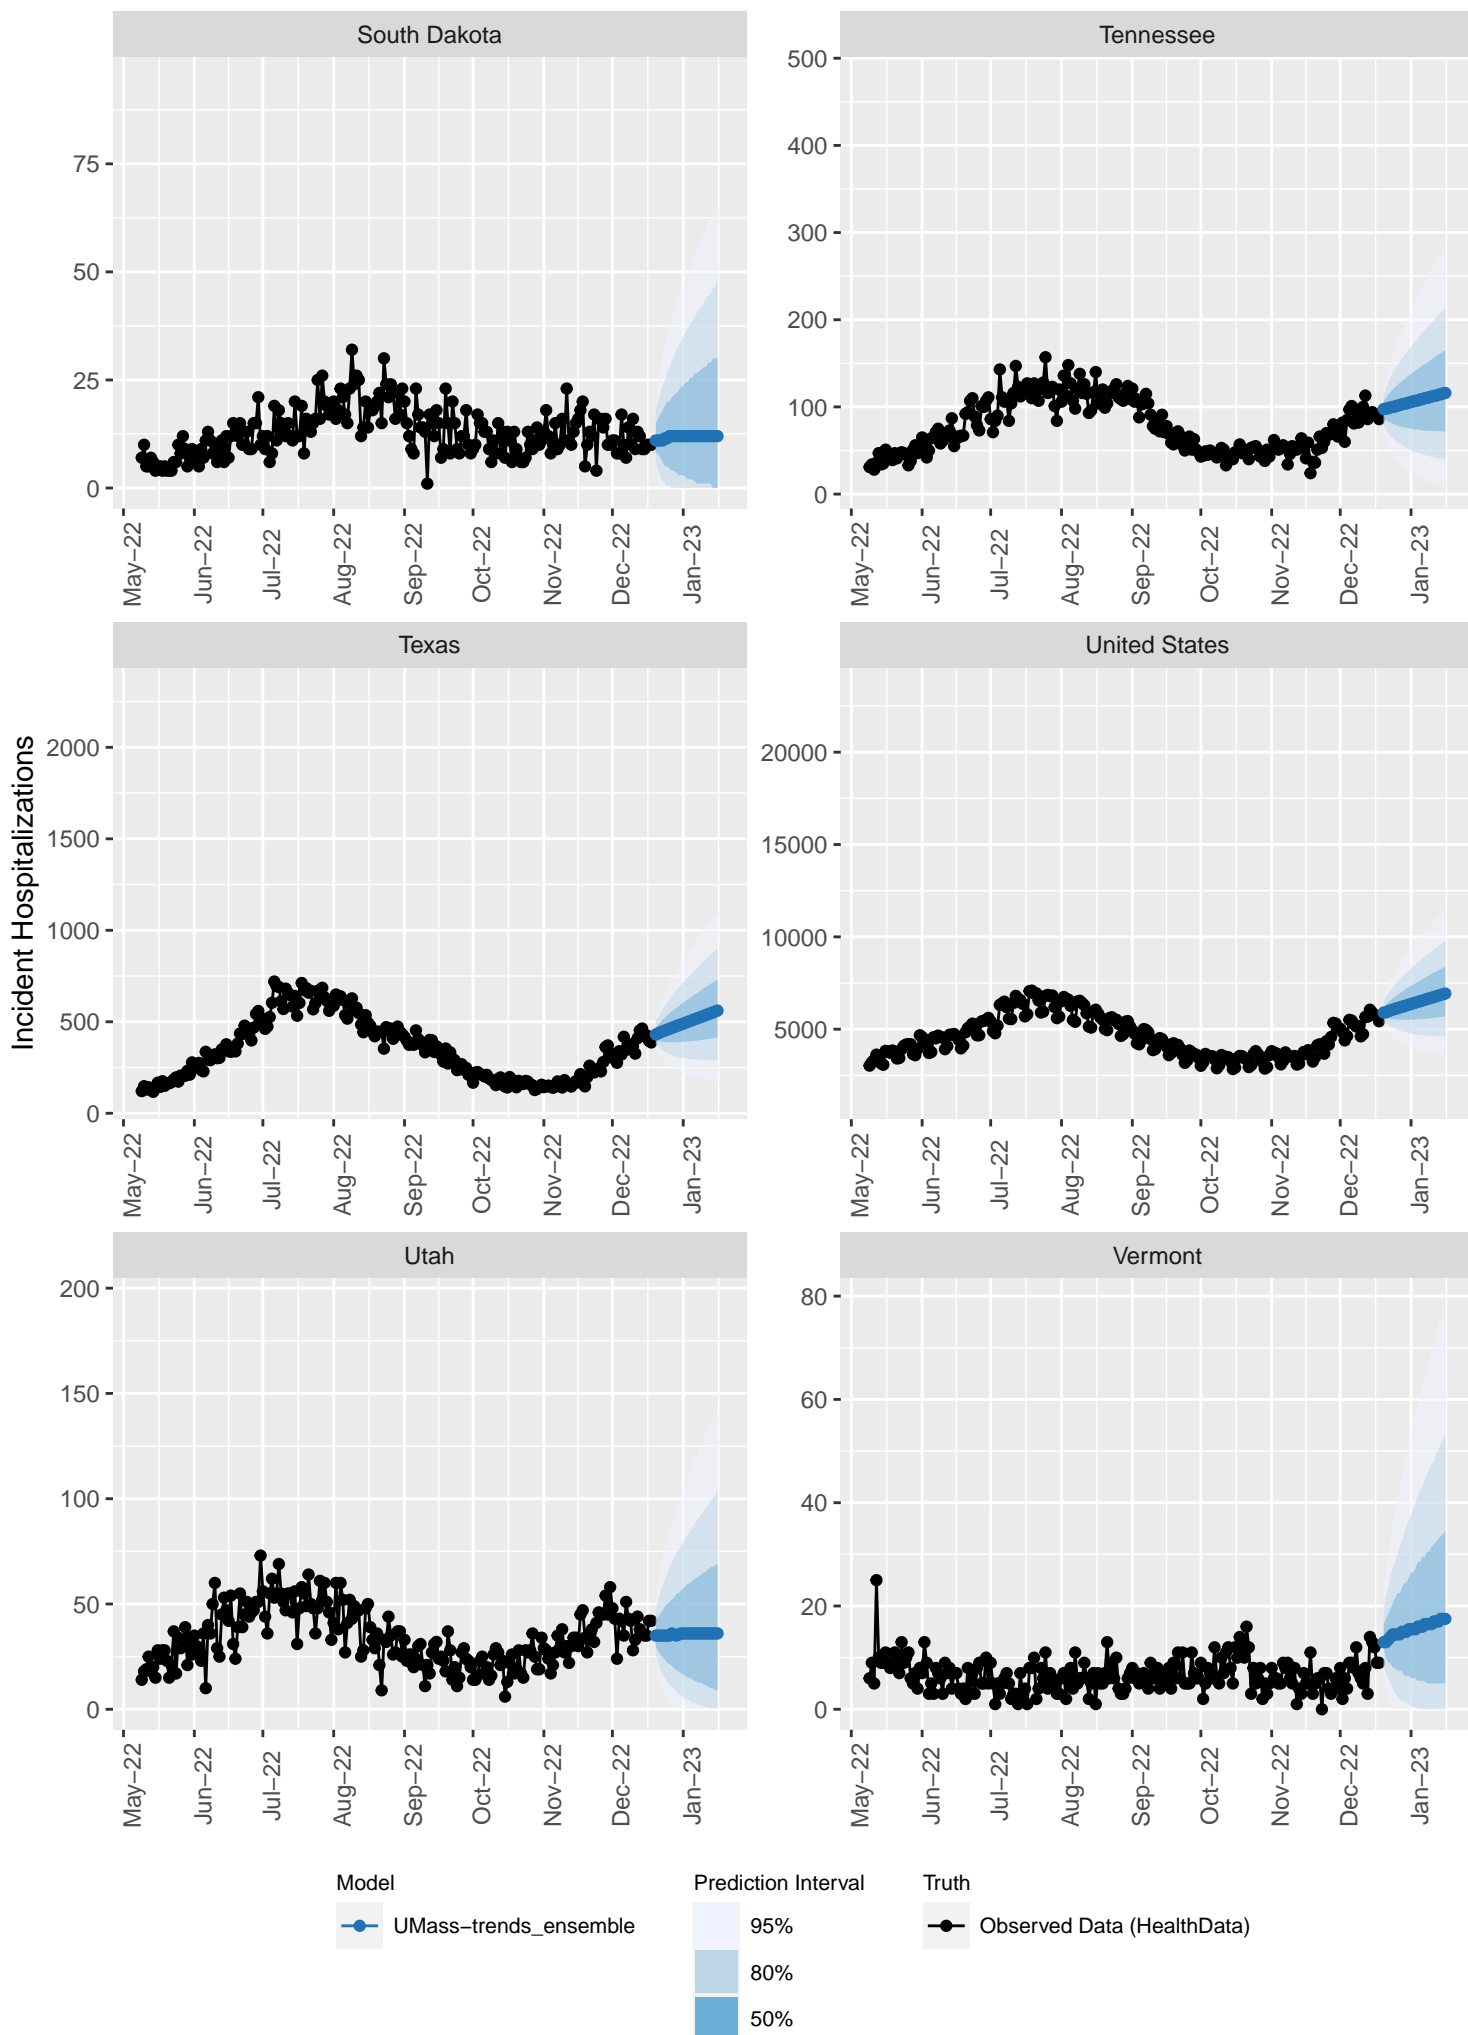 South Dakota
Tennessee
75
50
25
0
500
400
300
200
100
0
May−22
Jun−22
Jul−22
Aug−22
Sep−22
Oct−22
Nov−22
Dec−22
Jan−23
May−22
Jun−22
Jul−22
Aug−22
Sep−22
Oct−22
Nov−22
Dec−22
Jan−23
Incident Hospitalizations
Texas
United States
2000
1500
1000
500
0
20000
15000
10000
5000
May−22
Jun−22
Jul−22
Aug−22
Sep−22
Oct−22
Nov−22
Dec−22
Jan−23
May−22
Jun−22
Jul−22
Aug−22
Sep−22
Oct−22
Nov−22
Dec−22
Jan−23
Utah
Vermont
200
150
100
50
0
80
60
40
20
0
May−22
Jun−22
Jul−22
Aug−22
Sep−22
Oct−22
Nov−22
Dec−22
Jan−23
May−22
Jun−22
Jul−22
Aug−22
Sep−22
Oct−22
Nov−22
Dec−22
Jan−23
Model
UMass−trends_ensemble
Prediction Interval
95%
80%
50%
Truth
Observed Data (HealthData)